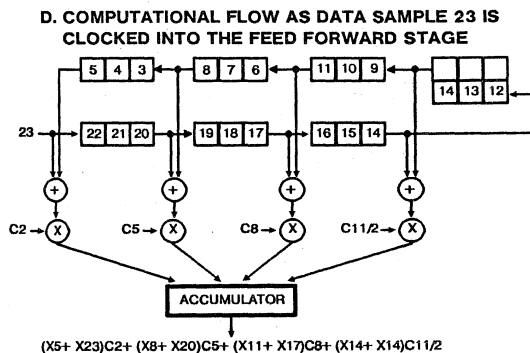 D. COMPUTATIONAL FLOW AS DATA SAMPLE 23 IS
CLOCKED INTO THE FEED FORWARD STAGE
5 4 3 8 7 6 11 10 9
14 13 12
23 22 21 20 19 18 17 16 15 14
+ + + +
C2 X C5 X C8 X C11/2 X
ACCUMULATOR
(X5+ X23)C2+ (X8+ X20)C5+ (X11+ X17)C8+ (X14+ X14)C11/2